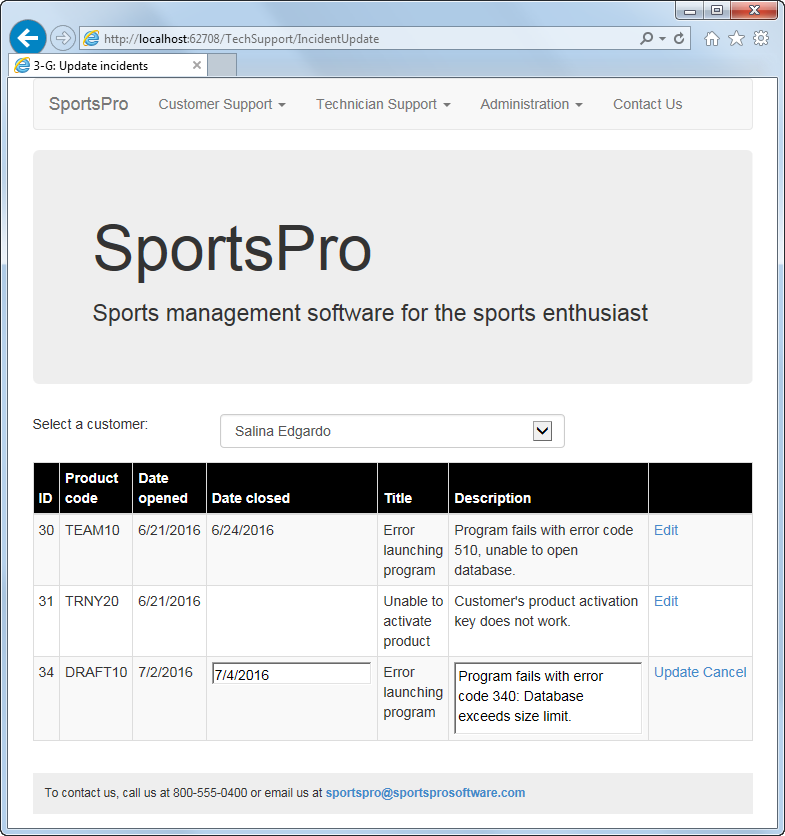 http://localhost:62708/TechSupport/IncidentUpdate
3-G: Update incidents
SportsPro Customer Support Technician Support Administration Contact Us
SportsPro
Sports management software for the sports enthusiast
Select a customer: Salina Edgardo
ID Product code Date opened Date closed Title Description
30 TEAM10 6/21/2016 6/24/2016 Error launching program Program fails with error code 510, unable to open database. Edit
31 TRNY20 6/21/2016 Unable to activate product Customer's product activation key does not work. Edit
34 DRAFT10 7/2/2016 7/4/2016 Error launching program Program fails with error code 340: Database exceeds size limit. Update Cancel
To contact us, call us at 800-555-0400 or email us at sportspro@sportsprosoftware.com